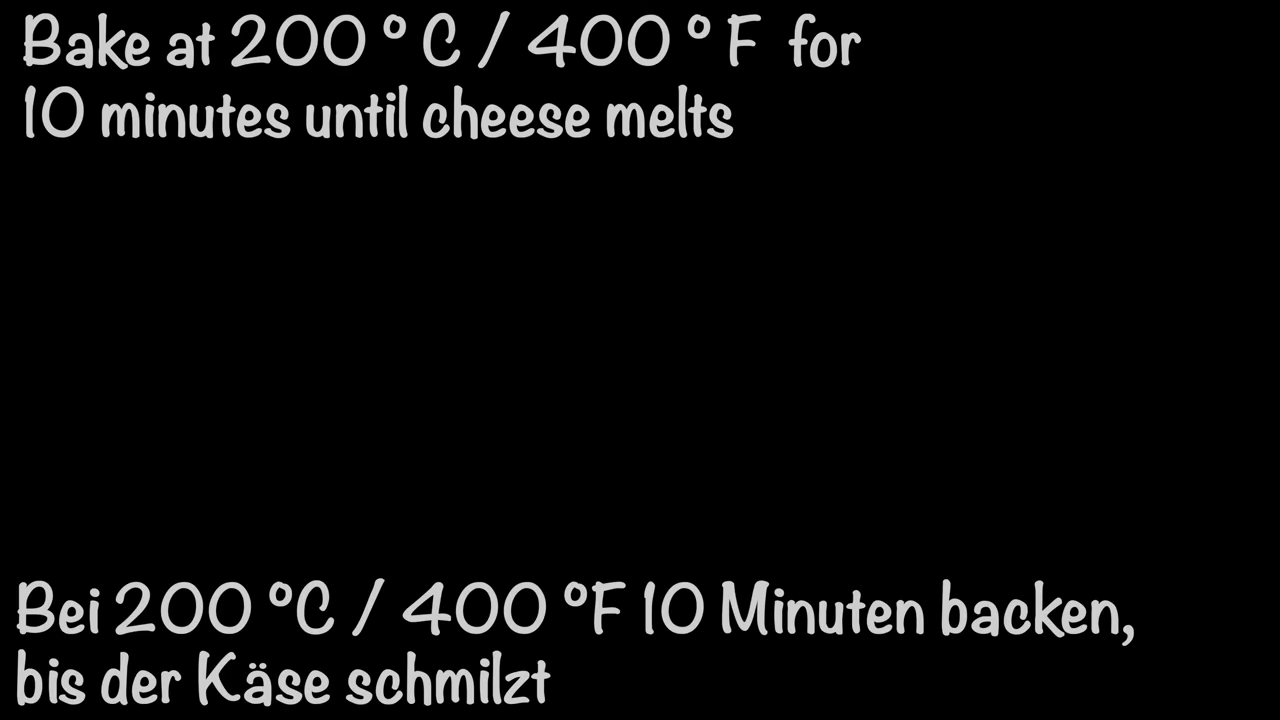 Bake at 200 ° C / 400 ° F for
10 minutes until cheese melts
Bei 200 °C / 400 °F 10 Minuten backen,
bis der Käse schmilzt